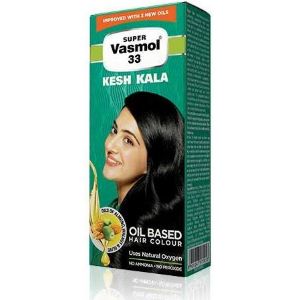 IMPROVED WITH 2 NEW OILS
SUPER
Vasmol
33
KESH KALA
OIL BASED
HAIR COLOUR
Uses Natural Oxygen
NO AMMONIA • NO PEROXIDE